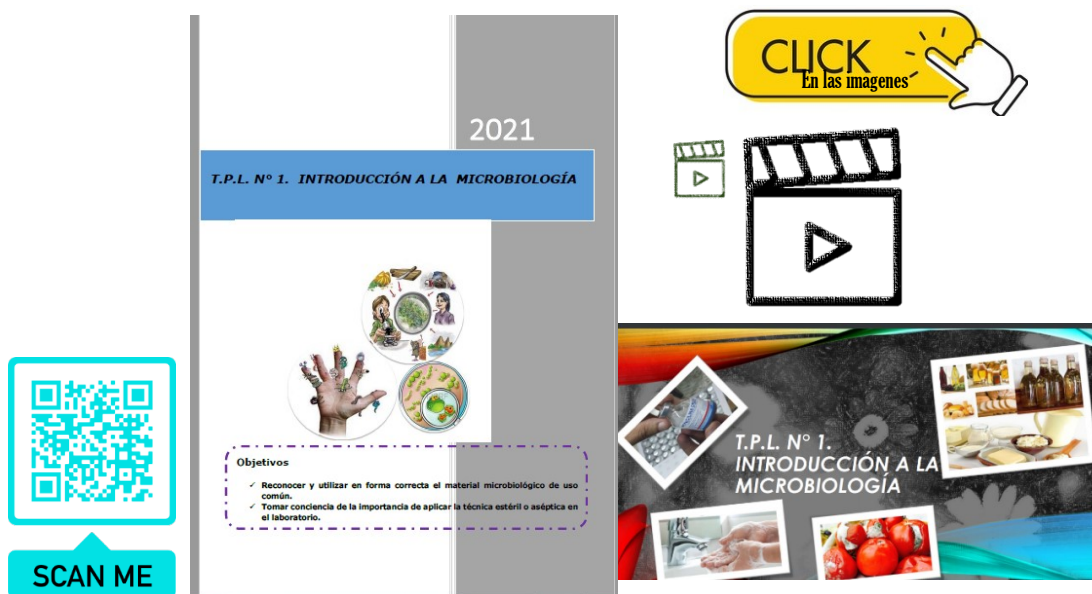 2021
T.P.L. N° 1. INTRODUCCIÓN A LA MICROBIOLOGÍA
Objetivos
✓ Reconocer y utilizar en forma correcta el material microbiológico de uso
común.
✓ Tomar conciencia de la importancia de aplicar la técnica estéril o aséptica en
el laboratorio.
SCAN ME
CLICK
En las imagenes
T.P.L. N° 1.
INTRODUCCIÓN A LA
MICROBIOLOGÍA